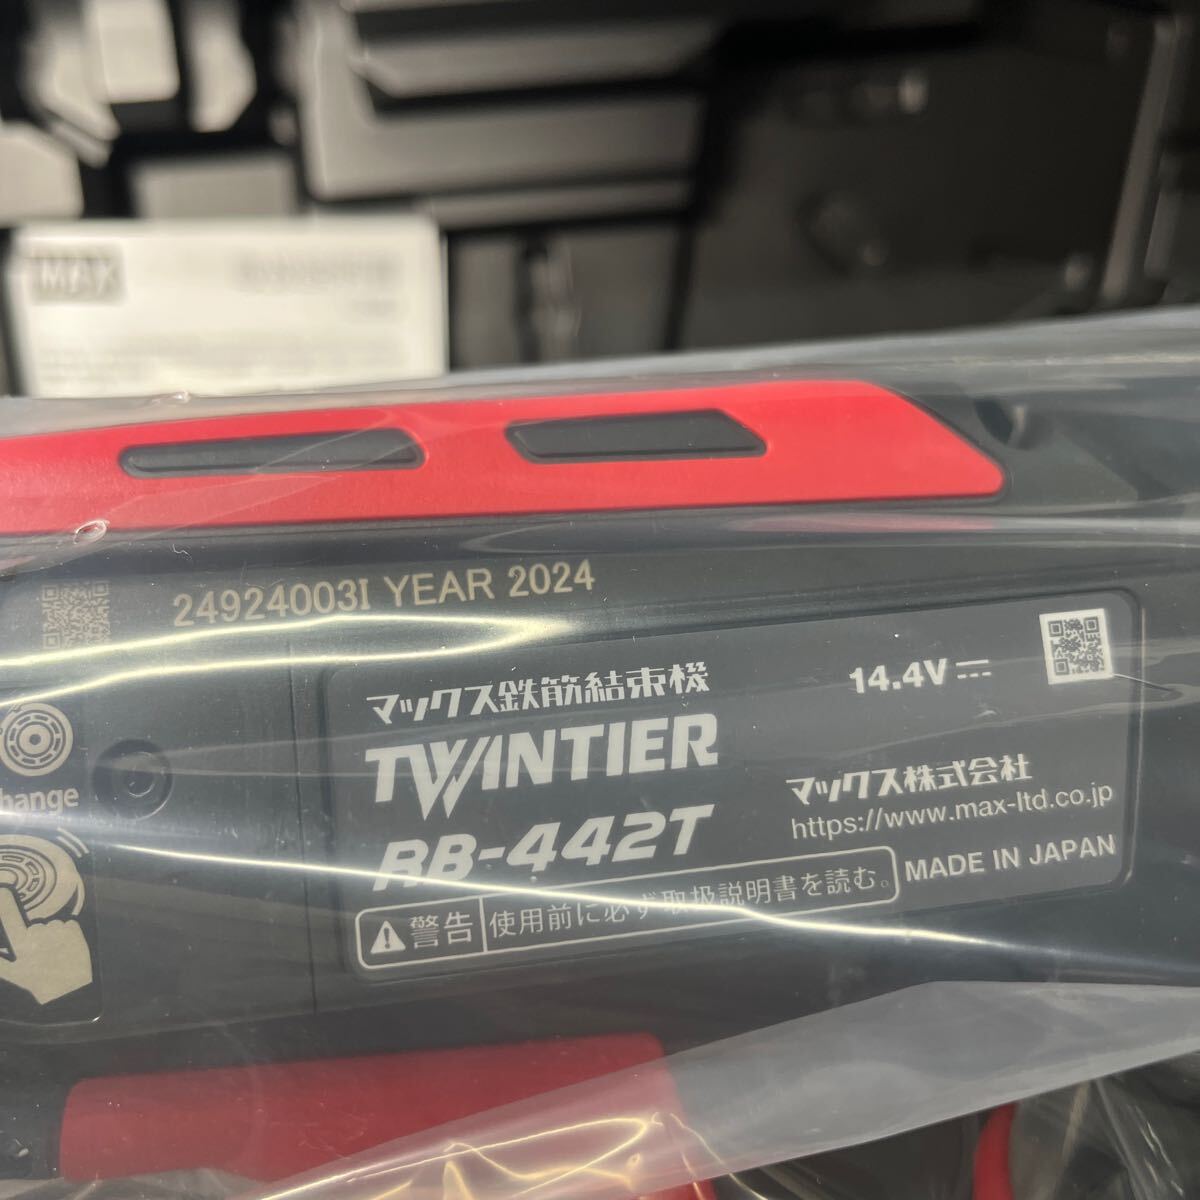 MAX
24924003I YEAR 2024
マックス鉄筋結束機
14.4V
TWINTIER
RB-442T
マックス株式会社
https://www.max-ltd.co.jp
警告 使用前に必ず取扱説明書を読む。
MADE IN JAPAN
hange